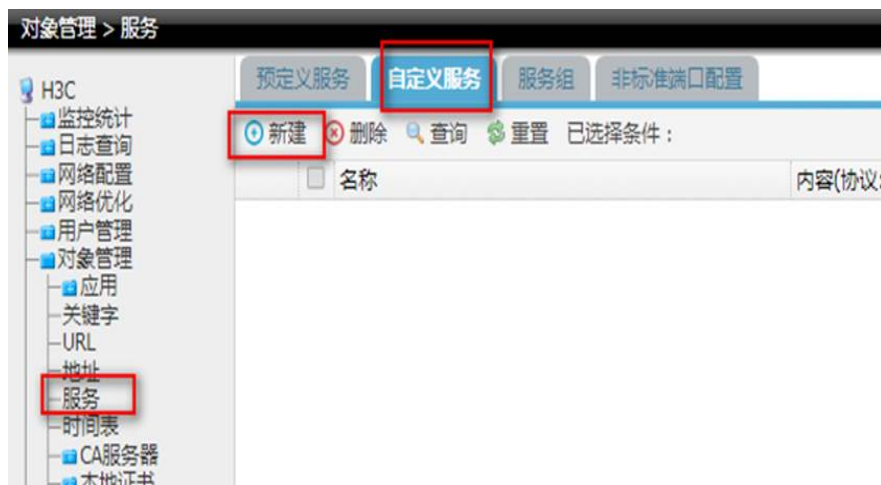 对象管理 > 服务
H3C
监控统计
日志查询
网络配置
网络优化
用户管理
对象管理
应用
关键字
URL
地址
服务
时间表
CA服务器
本地证书
预定义服务 自定义服务 服务组 非标准端口配置
新建 删除 查询 重置 已选择条件：
名称 内容(协议: